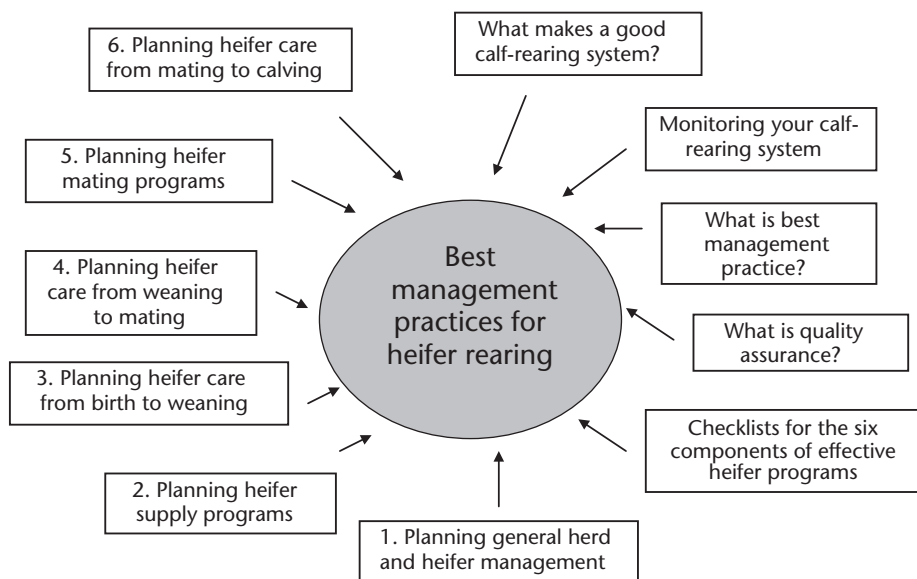 6. Planning heifer care
from mating to calving
What makes a good
calf-rearing system?
5. Planning heifer
mating programs
Monitoring your calf-
rearing system
4. Planning heifer
care from weaning
to mating
What is best
management
practice?
Best
management
practices for
heifer rearing
3. Planning heifer care
from birth to weaning
What is quality
assurance?
2. Planning heifer
supply programs
Checklists for the six
components of effective
heifer programs
1. Planning general herd
and heifer management